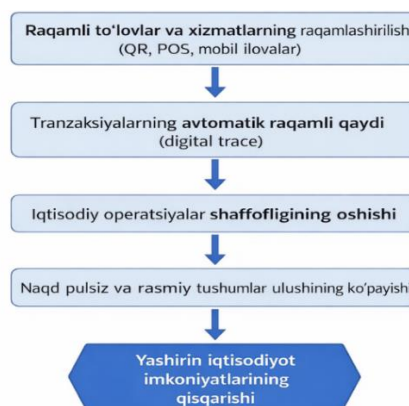 Raqamli to‘lovlar va xizmatlarning raqamlashirilish
(QR, POS, mobil ilovalar)
Tranzaksiyalarning avtomatik raqamli qaydi
(digital trace)
Iqtisodiy operatsiyalar shaffofligining oshishi
Naqd pulsiz va rasmiy tushumlar ulushining ko‘payish
Yashirin iqtisodiyot
imkoniyatlarining
qisqarishi